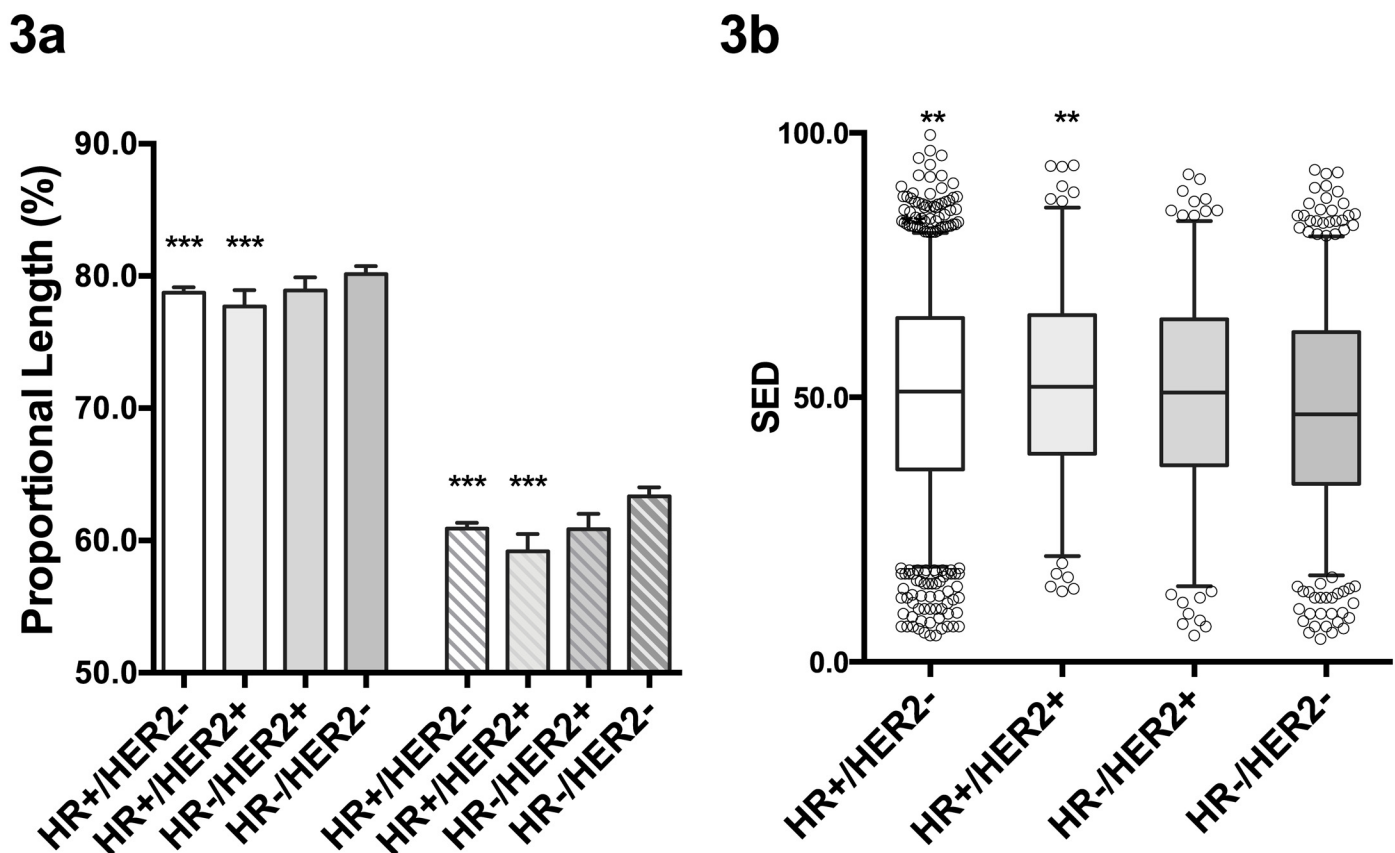 3a
90.0
80.0
70.0
60.0
50.0
Proportional Length (%)
*** ***
*** ***
HR+/HER2-
HR+/HER2+
HR-/HER2+
HR-/HER2-
HR+/HER2-
HR+/HER2+
HR-/HER2+
HR-/HER2-
3b
100.0
50.0
0.0
SED
** **
**
HR+/HER2-
HR+/HER2+
HR-/HER2+
HR-/HER2-